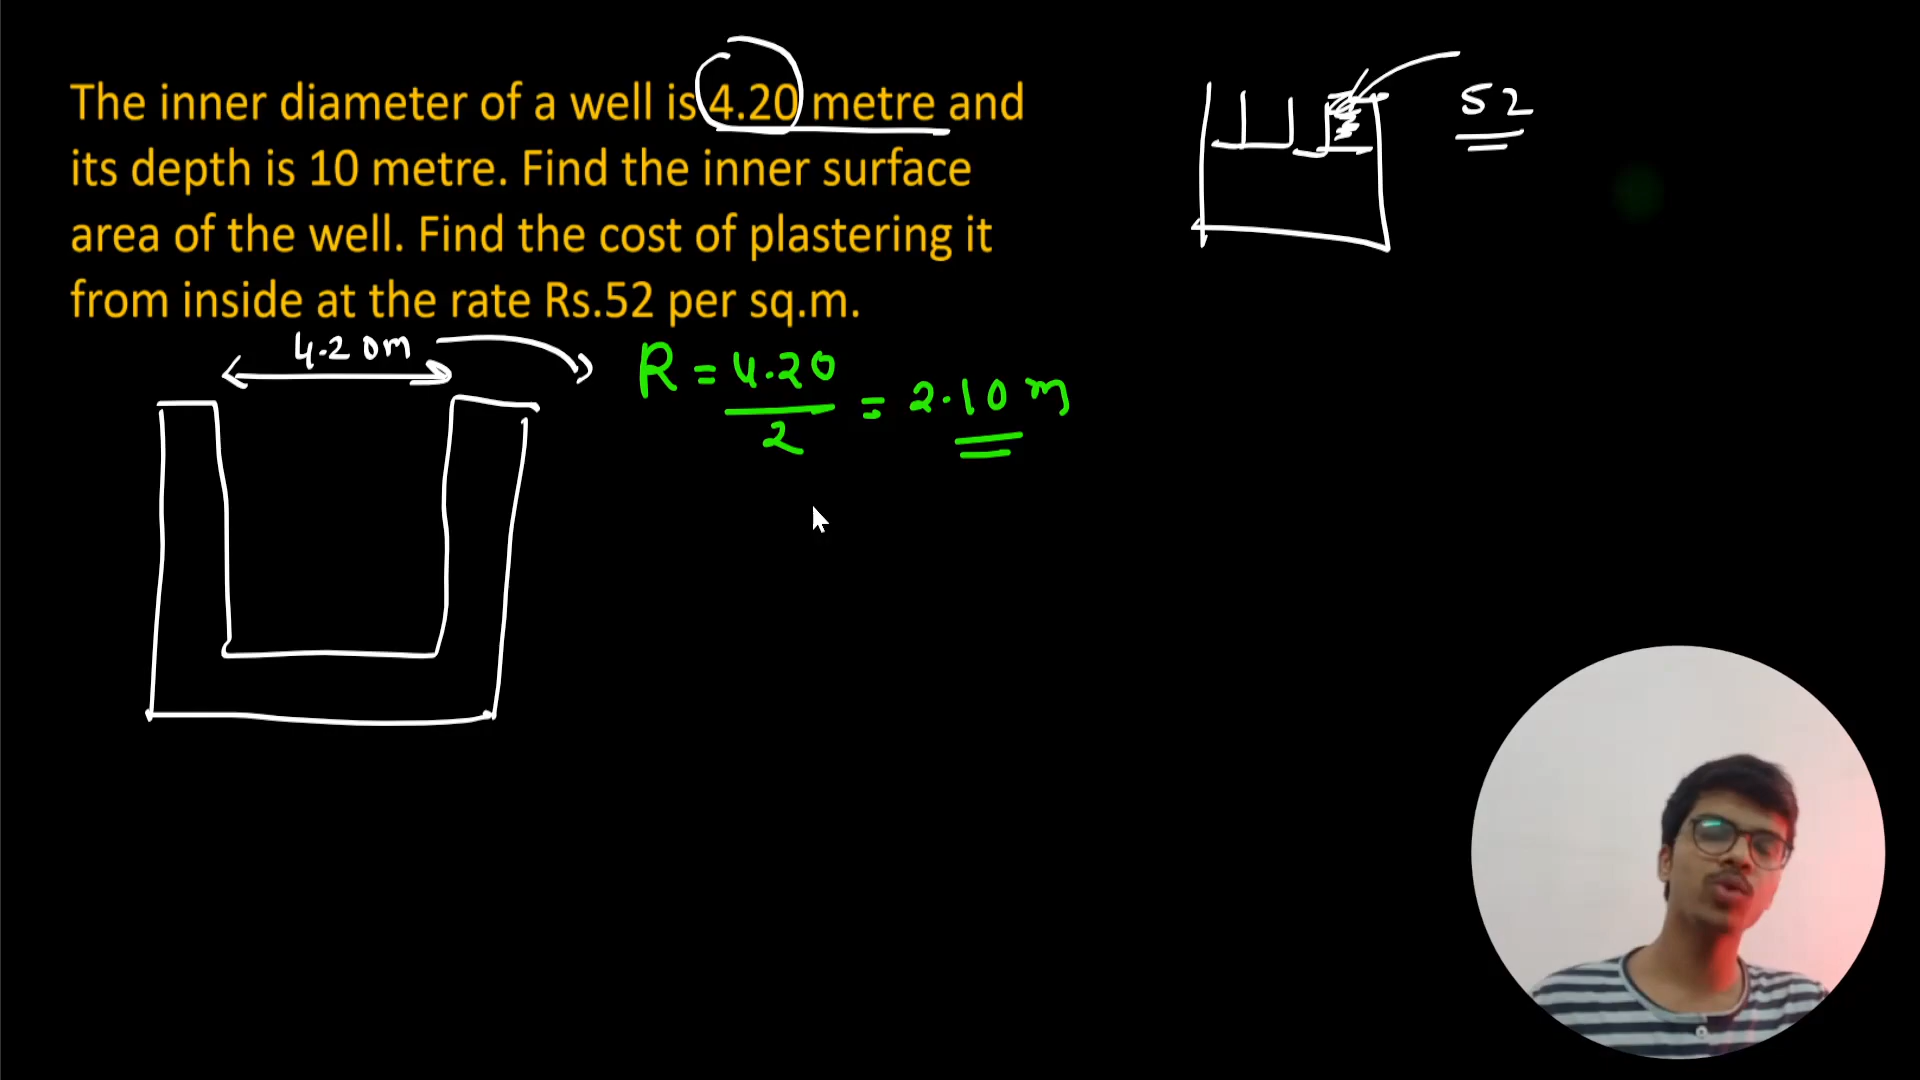 The inner diameter of a well is 4.20 metre and
its depth is 10 metre. Find the inner surface
area of the well. Find the cost of plastering it
from inside at the rate Rs.52 per sq.m.
52
4.20m
R = 4.20 / 2 = 2.10 m